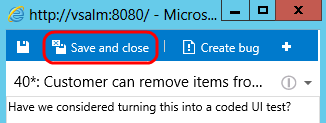 http://vsalm:8080/ - Micros...
Save and close Create bug
40*: Customer can remove items fro...
Have we considered turning this into a coded UI test?